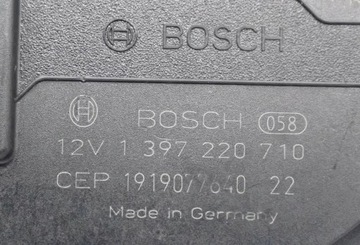 BOSCH
BOSCH 058
12V 1 397 220 710
CEP 1919077640 22
Made in Germany